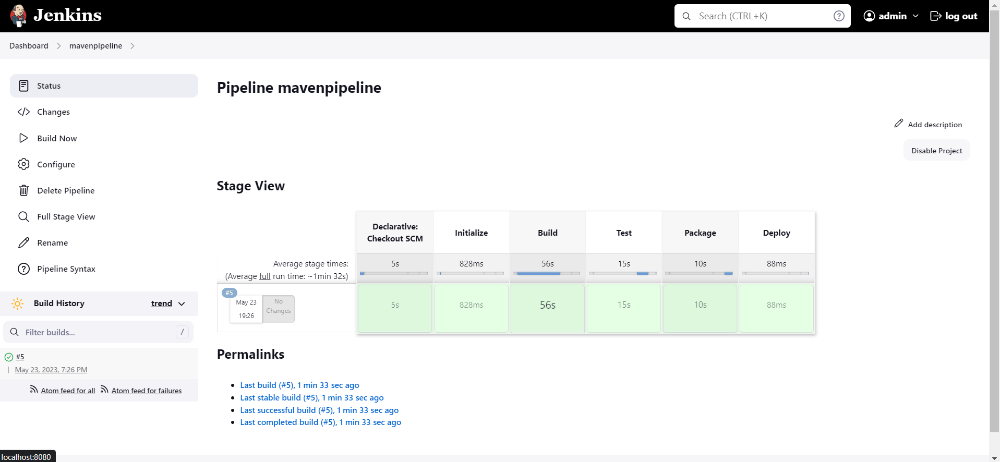 Jenkins
Search (CTRL+K)
?
admin
log out
Dashboard
mavenpipeline
Status
Changes
Build Now
Configure
Delete Pipeline
Full Stage View
Rename
Pipeline Syntax
Build History
trend
Filter builds...
/
#5
May 23, 2023, 7:26 PM
Atom feed for all
Atom feed for failures
Pipeline mavenpipeline
Add description
Disable Project
Stage View
Declarative:
Checkout SCM
Initialize
Build
Test
Package
Deploy
Average stage times:
(Average full run time: ~1min 32s)
5s
828ms
56s
15s
10s
88ms
#5
May 23
19:26
No
Changes
5s
828ms
56s
15s
10s
88ms
Permalinks
Last build (#5), 1 min 33 sec ago
Last stable build (#5), 1 min 33 sec ago
Last successful build (#5), 1 min 33 sec ago
Last completed build (#5), 1 min 33 sec ago
localhost:8080